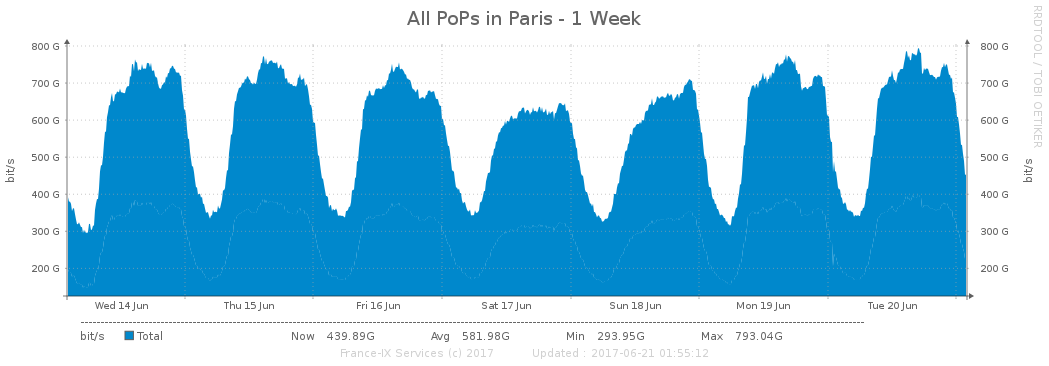 All PoPs in Paris - 1 Week
RRDTOOL / TOBI OETIKER
bit/s
800 G
700 G
600 G
500 G
400 G
300 G
200 G
800 G
700 G
600 G
500 G
400 G
300 G
200 G
bit/s
Wed 14 Jun Thu 15 Jun Fri 16 Jun Sat 17 Jun Sun 18 Jun Mon 19 Jun Tue 20 Jun
bit/s Total Now 439.89G Avg 581.98G Min 293.95G Max 793.04G
France-IX Services (c) 2017 Updated : 2017-06-21 01:55:12